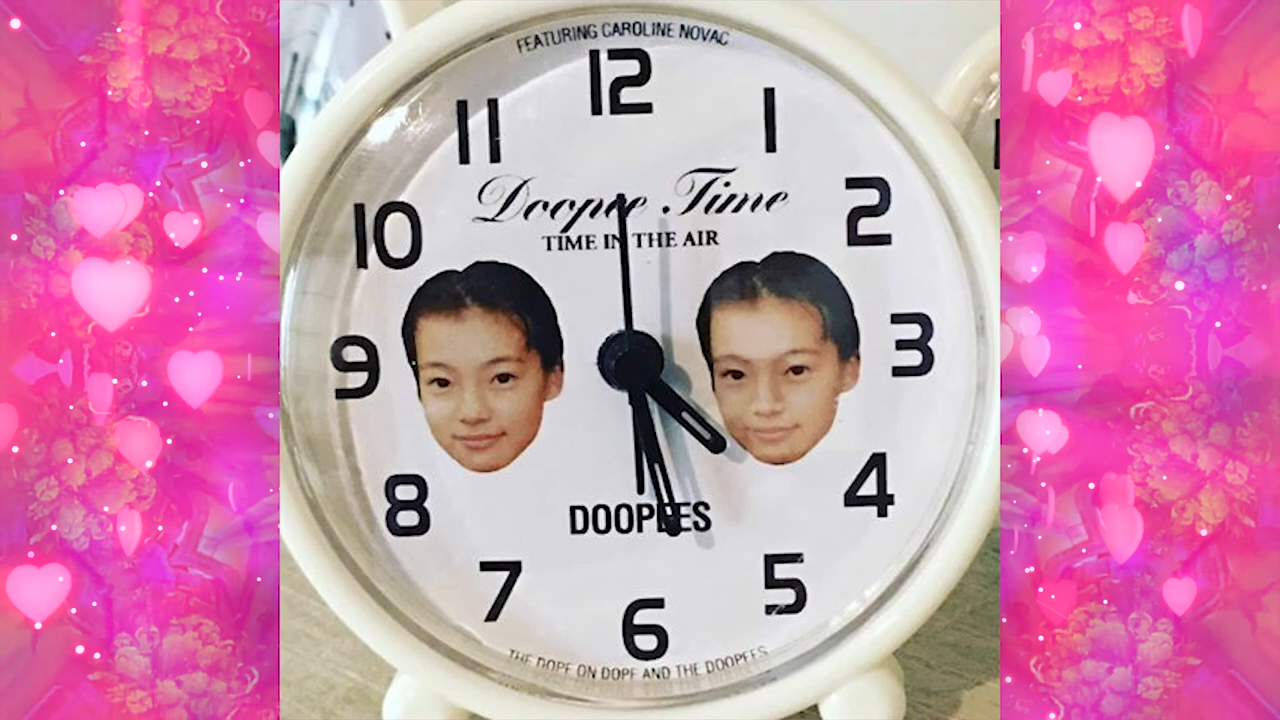 FEATURING CAROLINE NOVAC
12
11 1
Doopee Time
10 2
TIME IN THE AIR
9 3
8 4
DOOPEES
7 5
6
THE DOPE ON DOPE AND THE DOOPEES